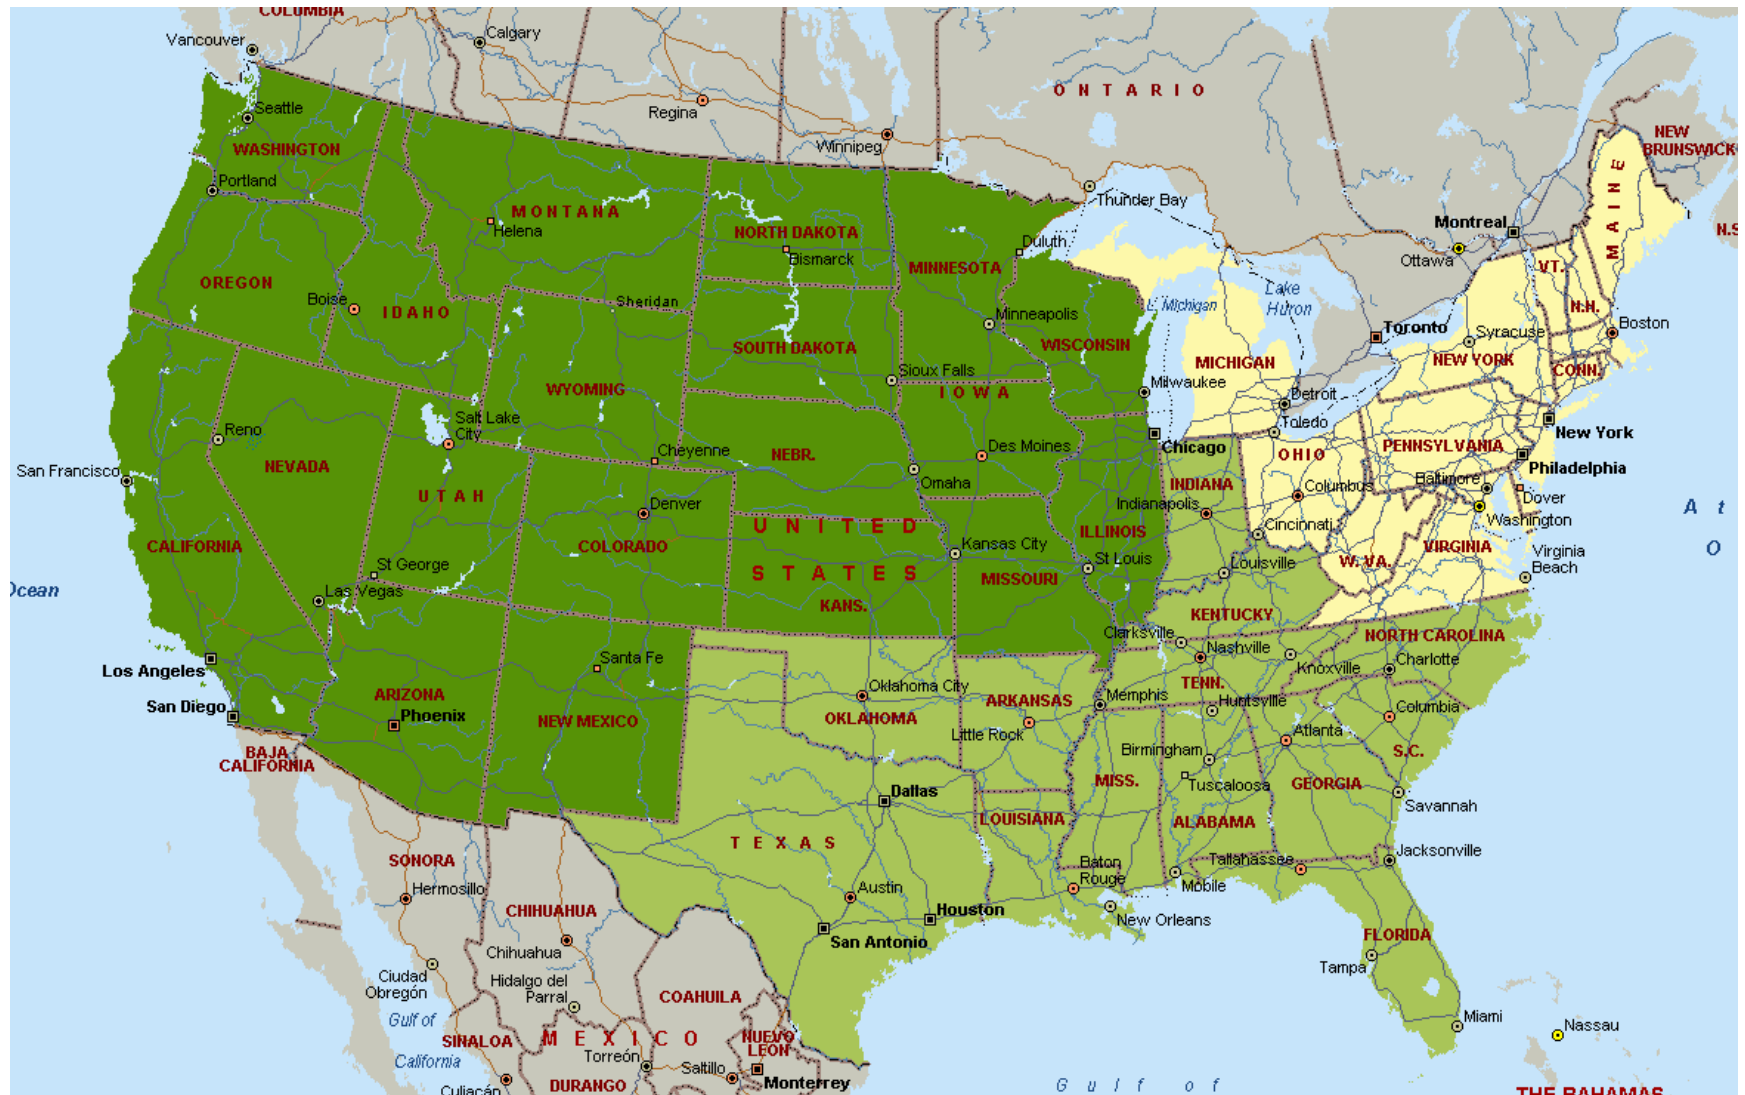 COLUMBIA
Vancouver
Calgary
ONTARIO
Regina
Winnipeg
Seattle
WASHINGTON
NEW
BRUNSWICK
Portland
MONTANA
Helena
NORTH DAKOTA
Bismarck
Duluth
Thunder Bay
MAINE
Montreal
Ottawa
N.S
OREGON
MINNESOTA
VT.
Boise
IDAHO
Sheridan
Minneapolis
L. Michigan
Lake
Huron
N.H.
Toronto
Syracuse
Boston
SOUTH DAKOTA
WISCONSIN
MICHIGAN
NEW YORK
CONN.
Sioux Falls
WYOMING
IOWA
Milwaukee
Detroit
Salt Lake
City
Reno
Toledo
New York
Chicago
Des Moines
NEBR.
Cheyenne
PENNSYLVANIA
OHIO
Philadelphia
San Francisco
NEVADA
UTAH
Omaha
INDIANA
Columbus
Baltimore
Dover
Denver
Indianapolis
Washington
At
O
UNITED
STATES
Cincinnati
ILLINOIS
CALIFORNIA
COLORADO
Kansas City
VIRGINIA
Virginia
Beach
W. VA.
St George
St Louis
Louisville
MISSOURI
Ocean
Las Vegas
KANS.
KENTUCKY
Clarksville
NORTH CAROLINA
Nashville
Knoxville
Charlotte
Los Angeles
Santa Fe
TENN.
Oklahoma City
ARKANSAS
Memphis
Huntsville
Columbia
San Diego
ARIZONA
Phoenix
NEW MEXICO
OKLAHOMA
Little Rock
Atlanta
Birmingham
S.C.
BAJA
CALIFORNIA
MISS.
Tuscaloosa
GEORGIA
Dallas
Savannah
LOUISIANA
ALABAMA
TEXAS
Jacksonville
Tallahassee
SONORA
Hermosillo
Baton
Rouge
Mobile
Austin
CHIHUAHUA
Houston
New Orleans
San Antonio
FLORIDA
Chihuahua
Tampa
Ciudad
Obregón
Hidalgo del
Parral
COAHUILA
Gulf of
California
SINALOA
MEXICO
NUEVO
LEON
Miami
Nassau
Torreón
Saltillo
Monterrey
DURANGO
Culiacán
Gulf of
THE BAHAMAS